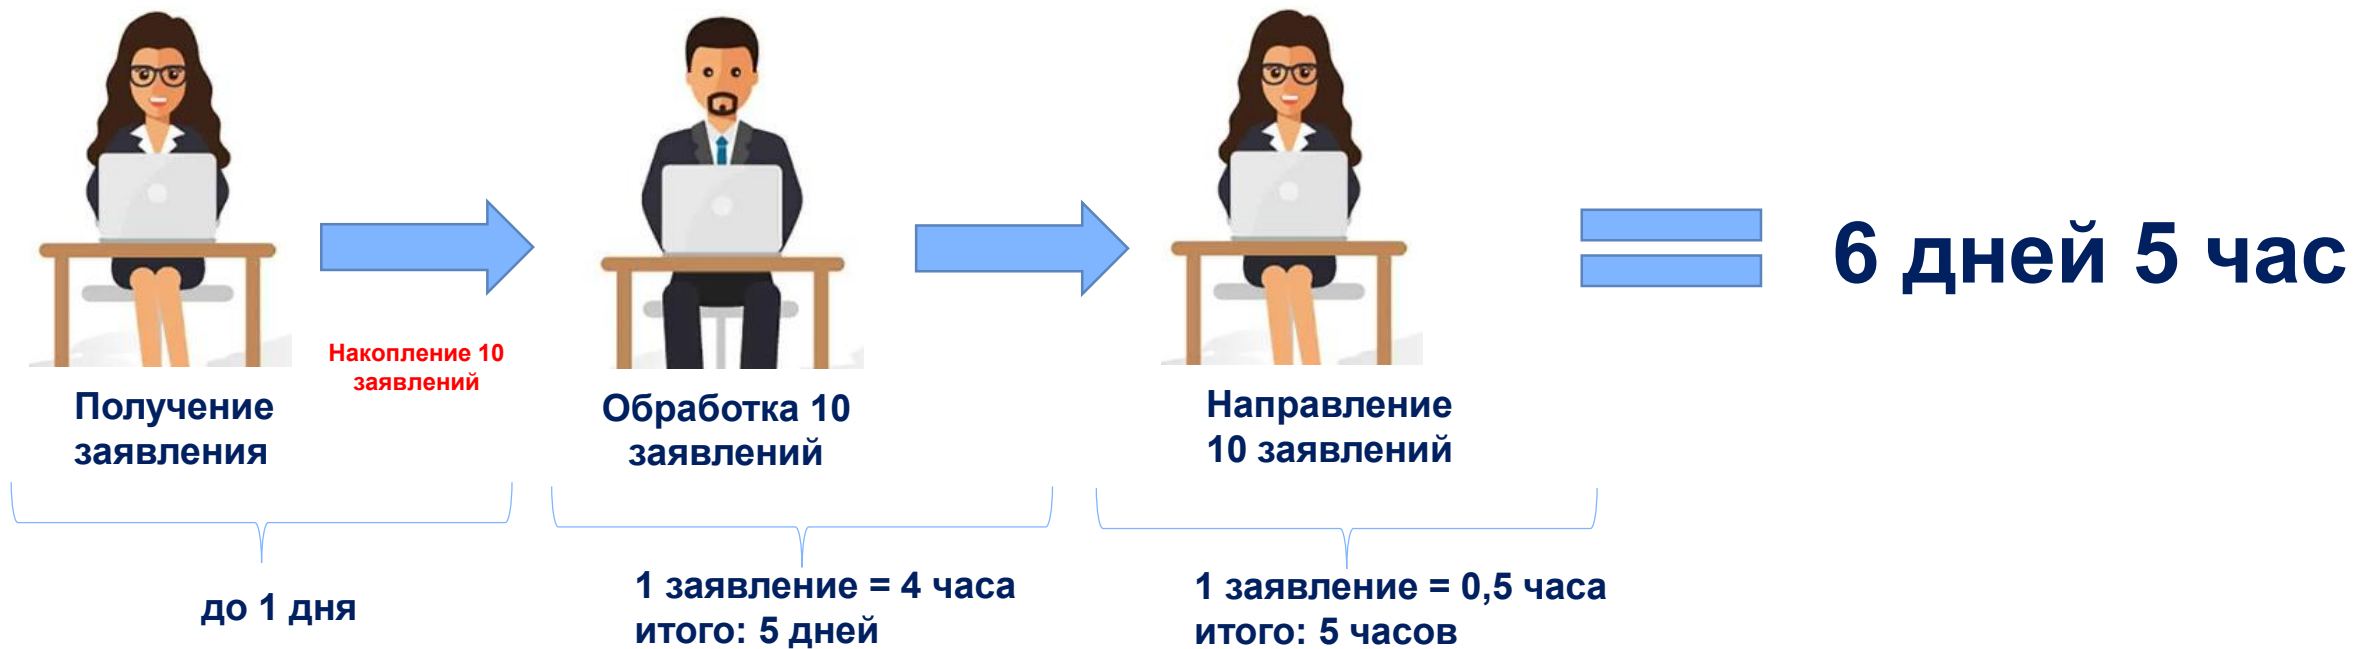 Накопление 10
заявлений
Получение
заявления
до 1 дня
Обработка 10
заявлений
1 заявление = 4 часа
итого: 5 дней
Направление
10 заявлений
1 заявление = 0,5 часа
итого: 5 часов
6 дней 5 час